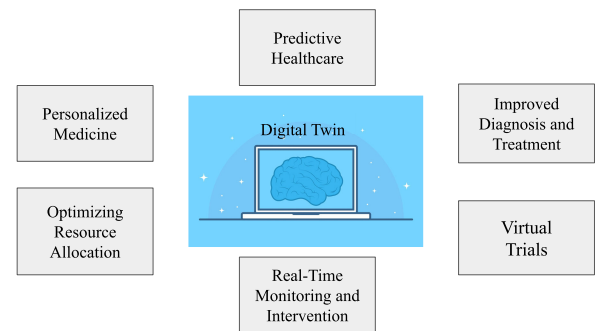 Predictive
Healthcare
Personalized
Medicine
Digital Twin
Improved
Diagnosis and
Treatment
Optimizing
Resource
Allocation
Virtual
Trials
Real-Time
Monitoring and
Intervention